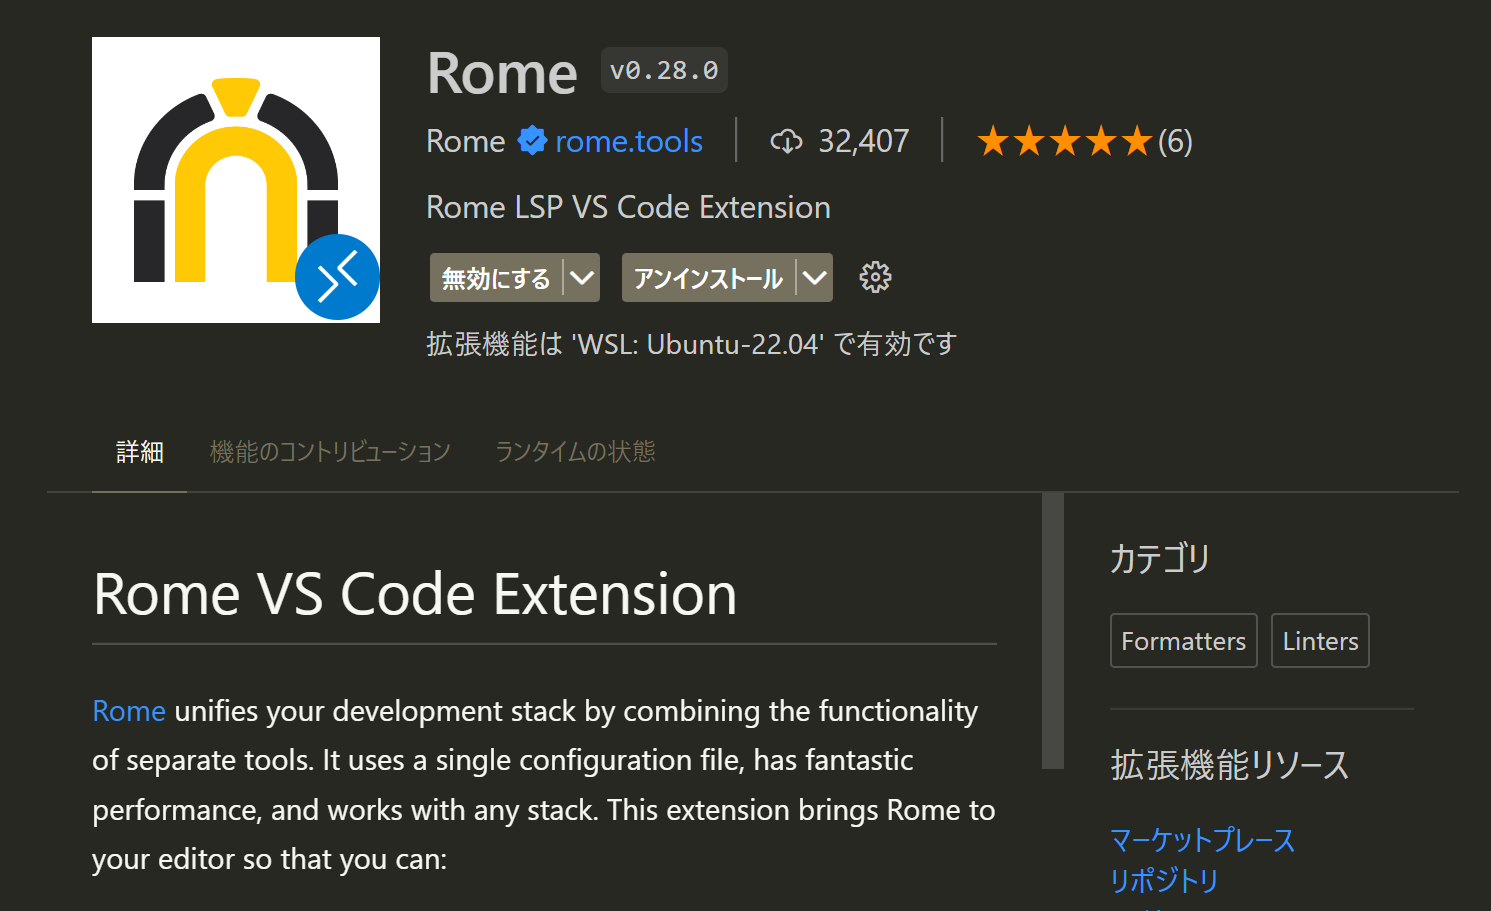 Rome v0.28.0
Rome rome.tools 32,407 (6)
Rome LSP VS Code Extension
無効にする アンインストール
拡張機能は 'WSL: Ubuntu-22.04' で有効です
詳細 機能のコントリビューション ランタイムの状態
Rome VS Code Extension
Rome unifies your development stack by combining the functionality
of separate tools. It uses a single configuration file, has fantastic
performance, and works with any stack. This extension brings Rome to
your editor so that you can:
カテゴリ
Formatters Linters
拡張機能リソース
マーケットプレース
リポジトリ